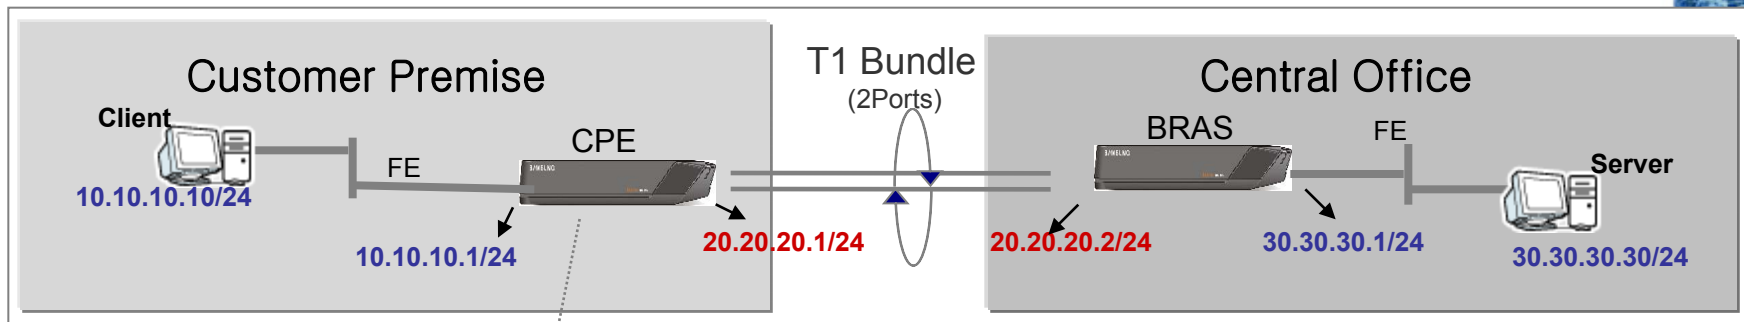 Customer Premise
T1 Bundle
(2Ports)
Central Office
Client
CPE
BRAS
FE
Server
FE
10.10.10.10/24
10.10.10.1/24
20.20.20.1/24
20.20.20.2/24
30.30.30.1/24
30.30.30.30/24